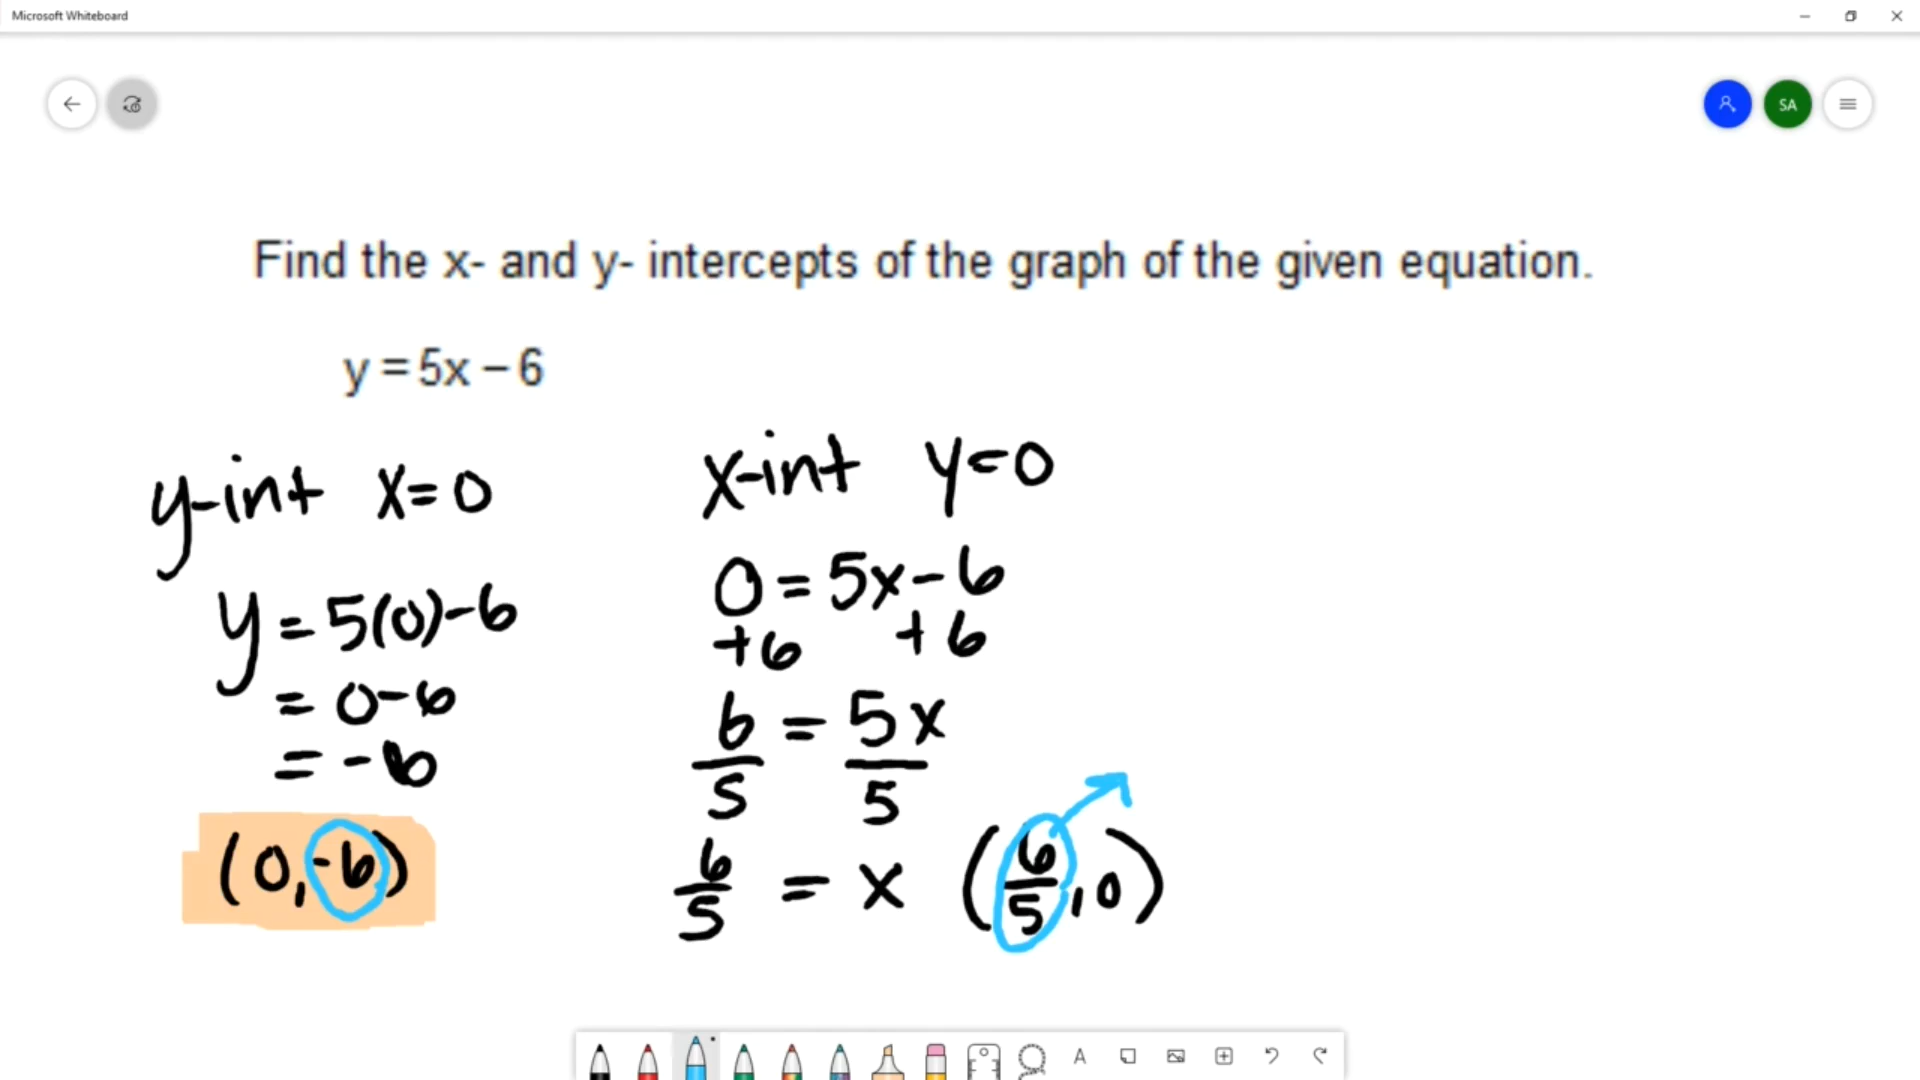 Microsoft Whiteboard
SA
Find the x- and y- intercepts of the graph of the given equation.
y = 5x − 6
y-int x=0
y = 5(0)-6
= 0-6
= -6
(0,-6)
x-int y=0
0 = 5x-6
+6 +6
6 = 5x
5 5
6/5 = x (6/5, 0)
A